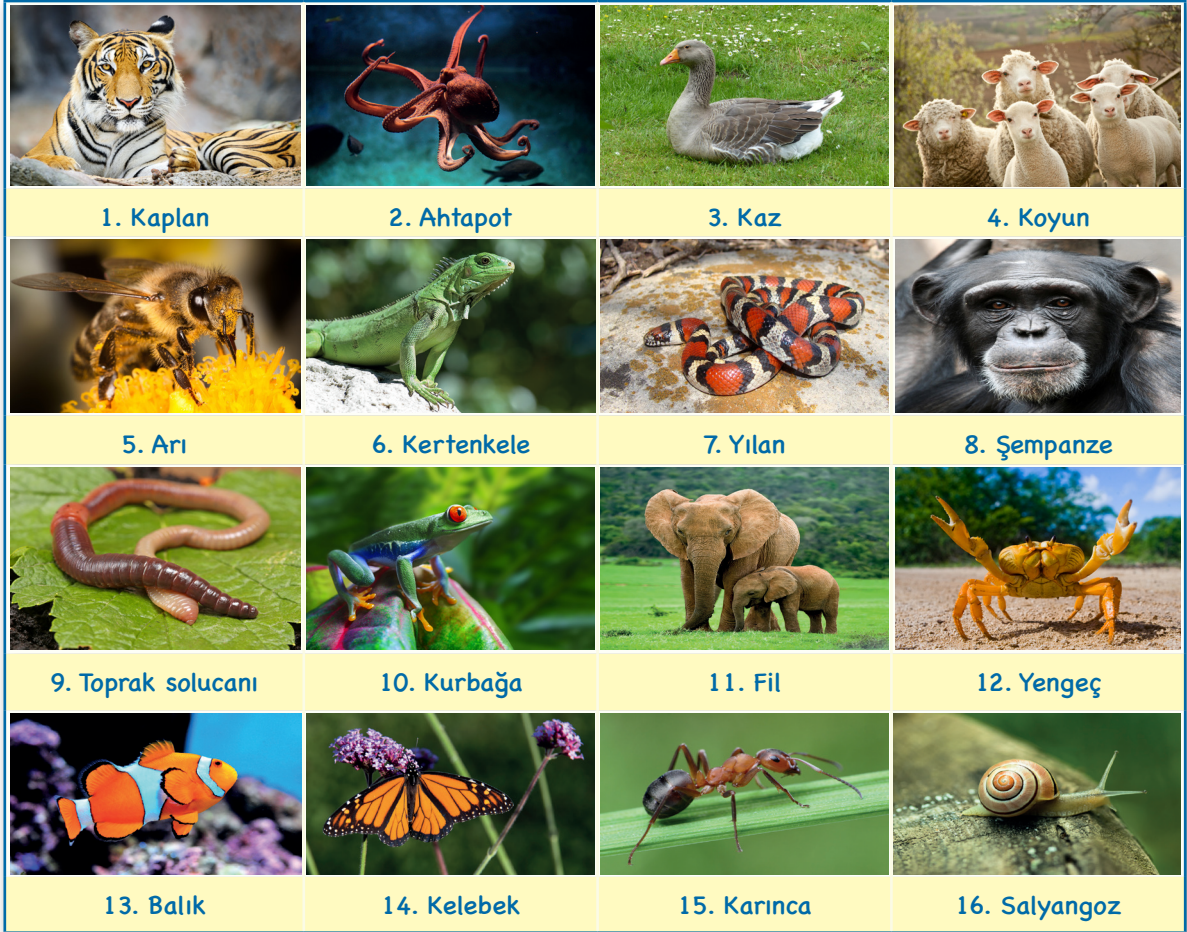 1. Kaplan
2. Ahtapot
3. Kaz
4. Koyun
5. Arı
6. Kertenkele
7. Yılan
8. Şempanze
9. Toprak solucanı
10. Kurbağa
11. Fil
12. Yengeç
13. Balık
14. Kelebek
15. Karınca
16. Salyangoz